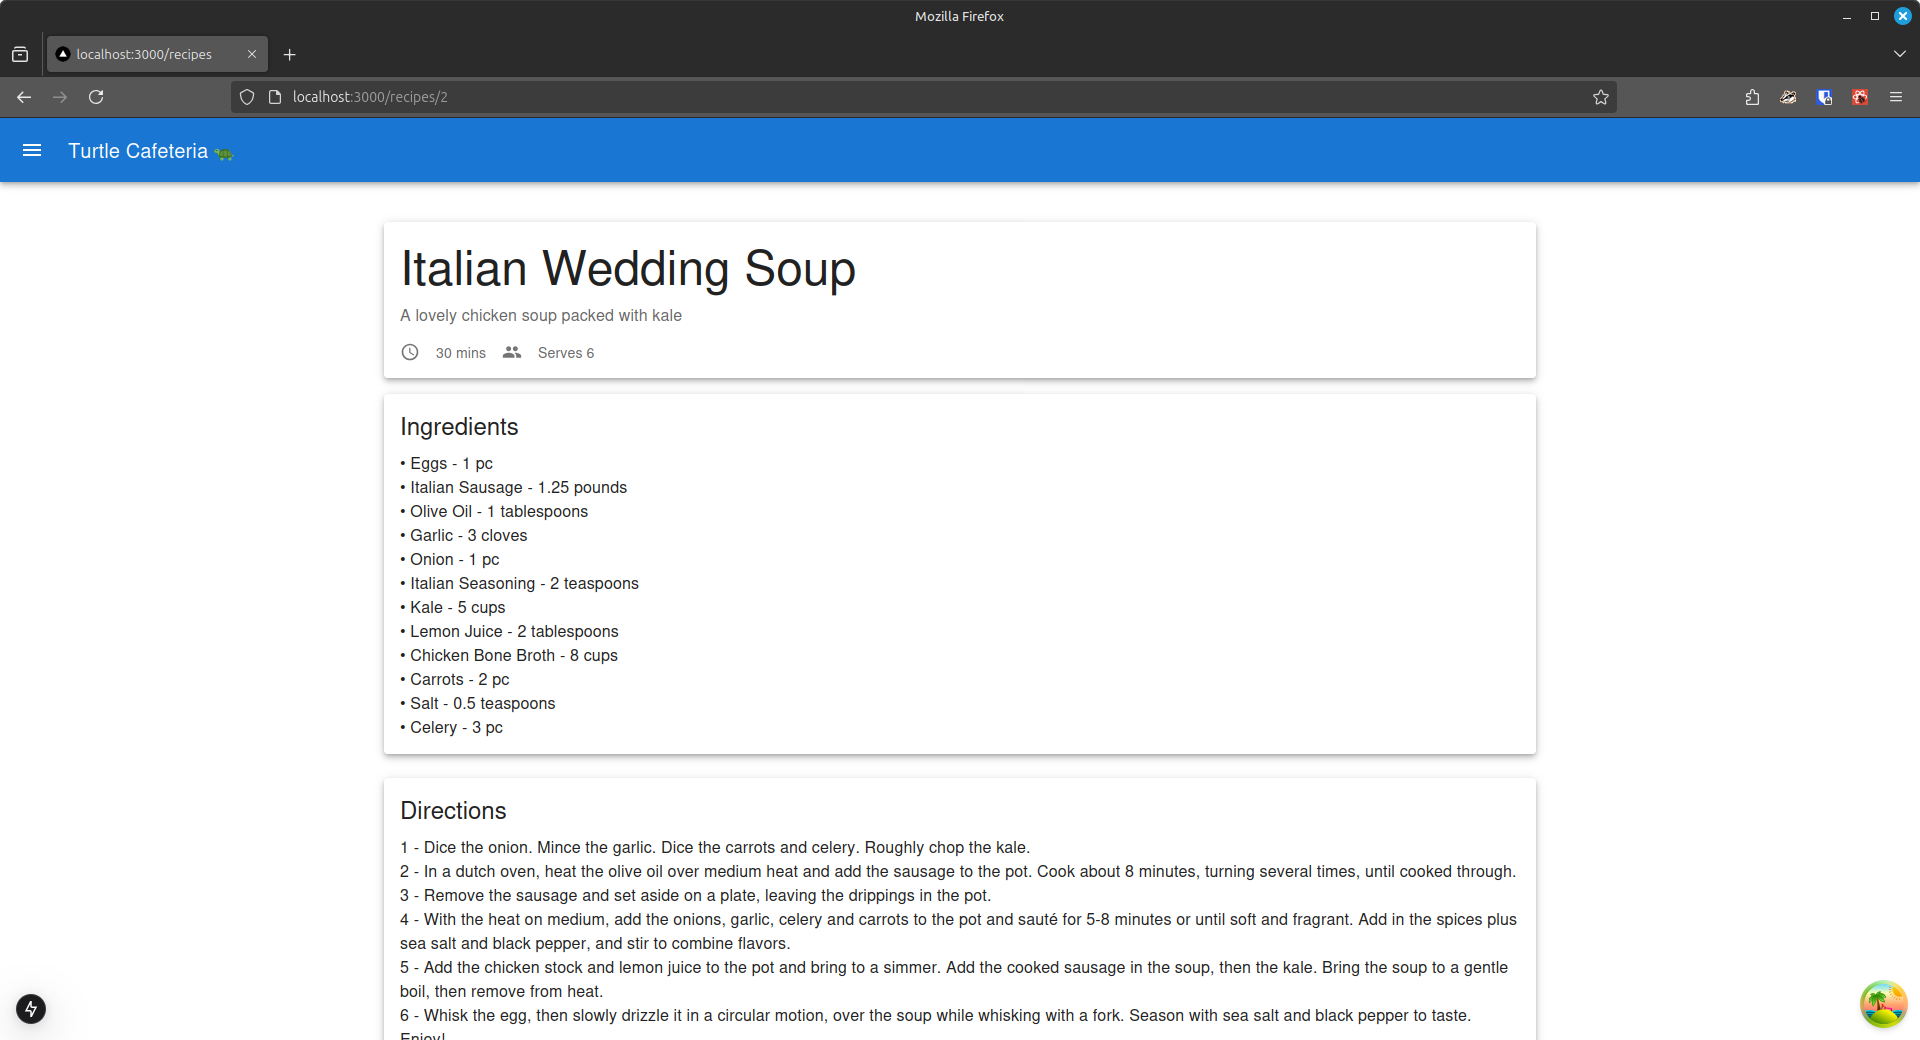 Mozilla Firefox
localhost:3000/recipes
localhost:3000/recipes/2
Turtle Cafeteria 🐢
Italian Wedding Soup
A lovely chicken soup packed with kale
30 mins Serves 6
Ingredients
• Eggs - 1 pc
• Italian Sausage - 1.25 pounds
• Olive Oil - 1 tablespoons
• Garlic - 3 cloves
• Onion - 1 pc
• Italian Seasoning - 2 teaspoons
• Kale - 5 cups
• Lemon Juice - 2 tablespoons
• Chicken Bone Broth - 8 cups
• Carrots - 2 pc
• Salt - 0.5 teaspoons
• Celery - 3 pc
Directions
1 - Dice the onion. Mince the garlic. Dice the carrots and celery. Roughly chop the kale.
2 - In a dutch oven, heat the olive oil over medium heat and add the sausage to the pot. Cook about 8 minutes, turning several times, until cooked through.
3 - Remove the sausage and set aside on a plate, leaving the drippings in the pot.
4 - With the heat on medium, add the onions, garlic, celery and carrots to the pot and sauté for 5-8 minutes or until soft and fragrant. Add in the spices plus
sea salt and black pepper, and stir to combine flavors.
5 - Add the chicken stock and lemon juice to the pot and bring to a simmer. Add the cooked sausage in the soup, then the kale. Bring the soup to a gentle
boil, then remove from heat.
6 - Whisk the egg, then slowly drizzle it in a circular motion, over the soup while whisking with a fork. Season with sea salt and black pepper to taste.
Enjoy!